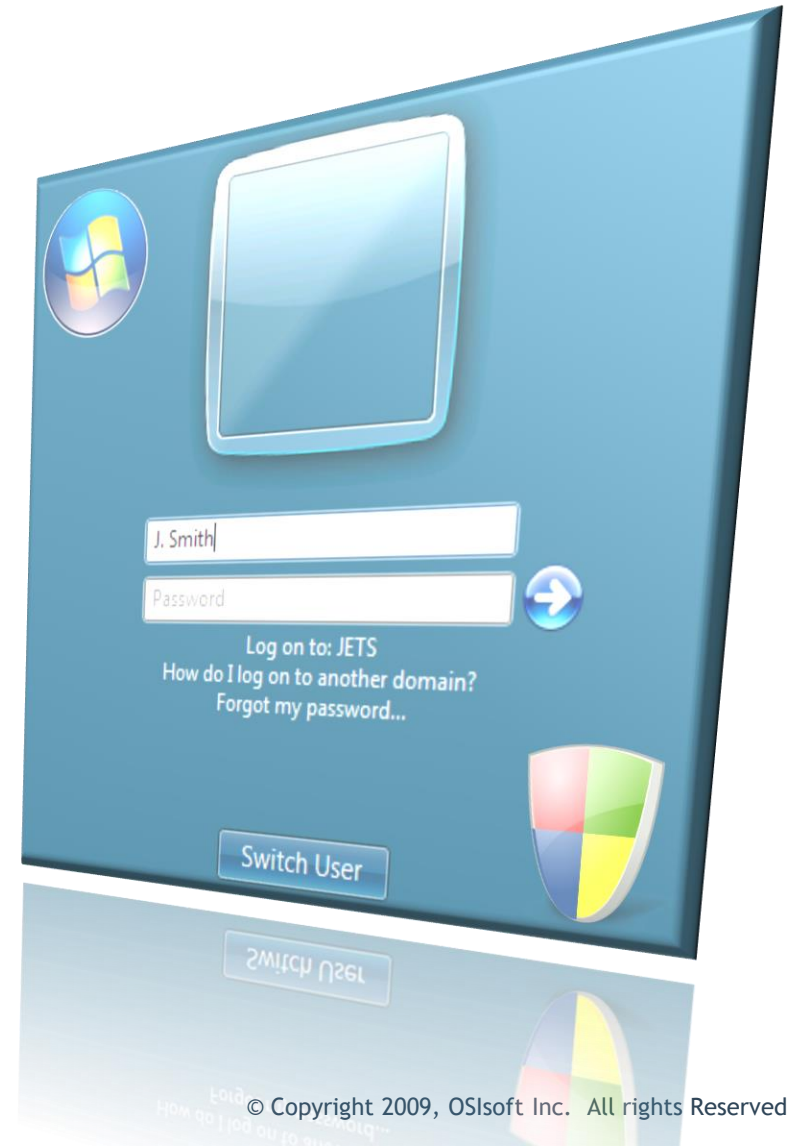 J. Smith
Password
Log on to: JETS
How do I log on to another domain?
Forgot my password...
Switch User
Switch User
© Copyright 2009, OSIsoft Inc. All rights Reserved